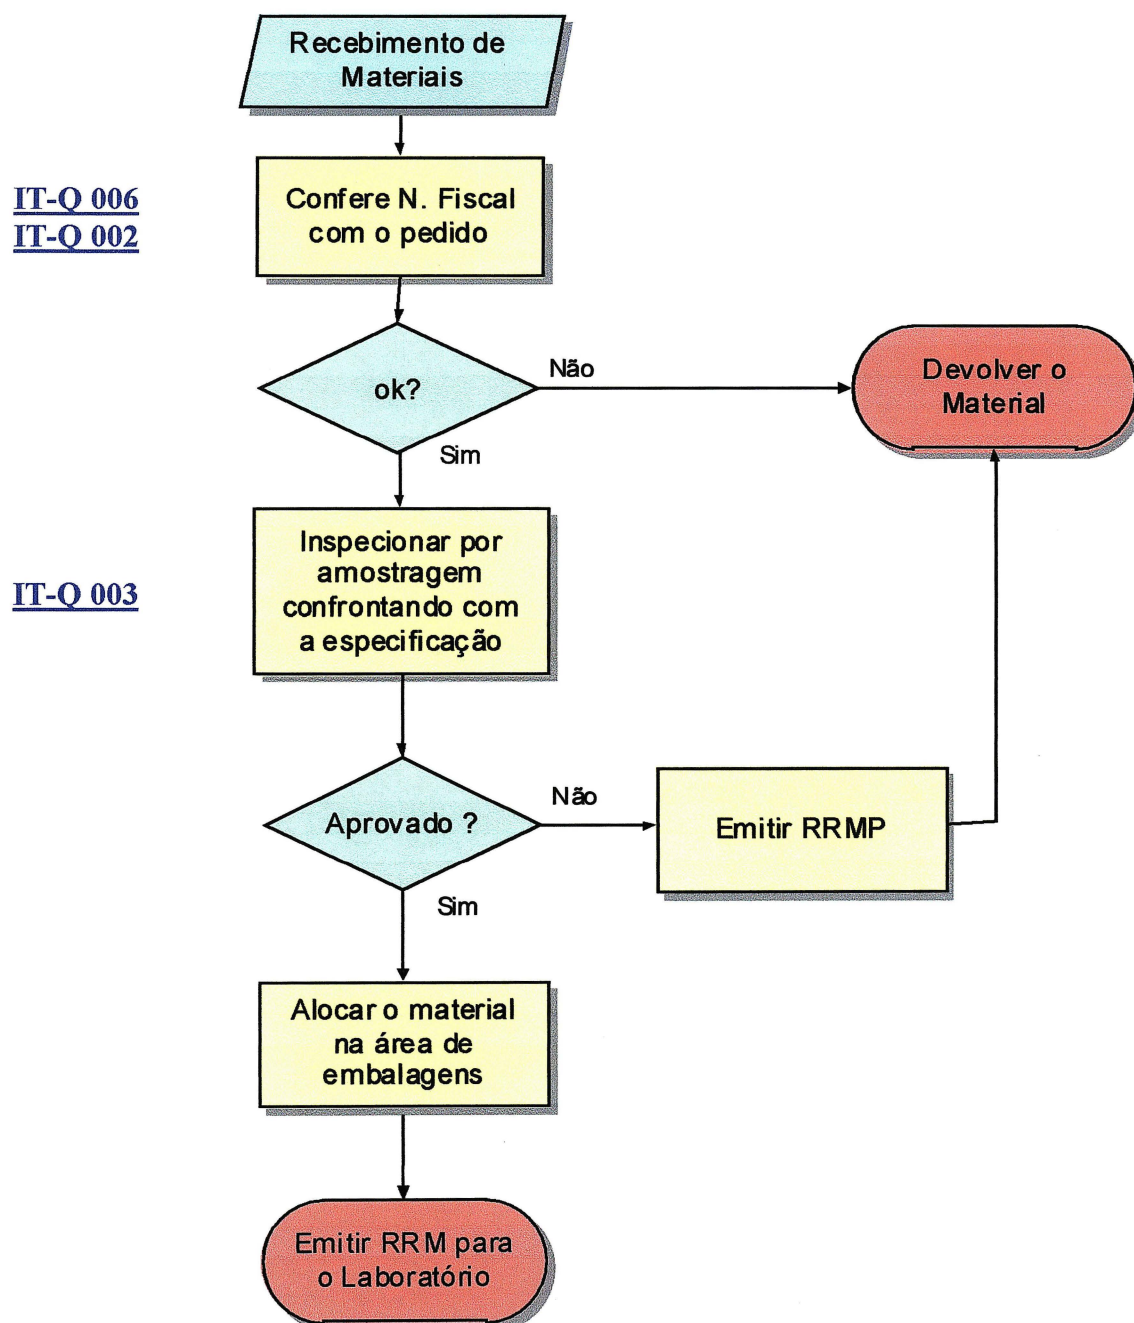 Recebimento de
Materiais
IT-Q 006
IT-Q 002
Confere N. Fiscal
com o pedido
ok?
Não
Devolver o
Material
Sim
IT-Q 003
Inspecionar por
amostragem
confrontando com
a especificação
Aprovado ?
Não
Emitir RRMP
Sim
Alocar o material
na área de
embalagens
Emitir RRM para
o Laboratório